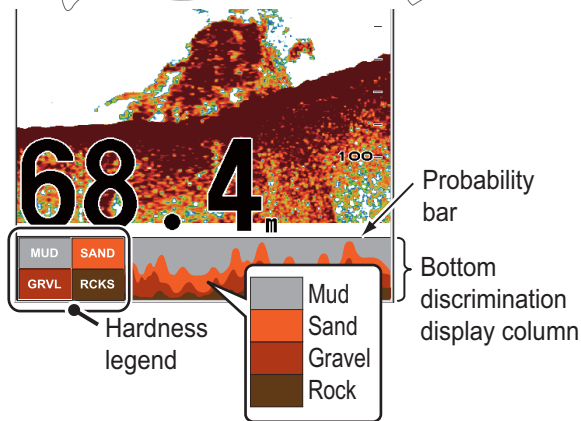 100
68.4m
Probability
bar
MUD SAND
GRVL RCKS
Bottom
discrimination
display column
Hardness
legend
Mud
Sand
Gravel
Rock